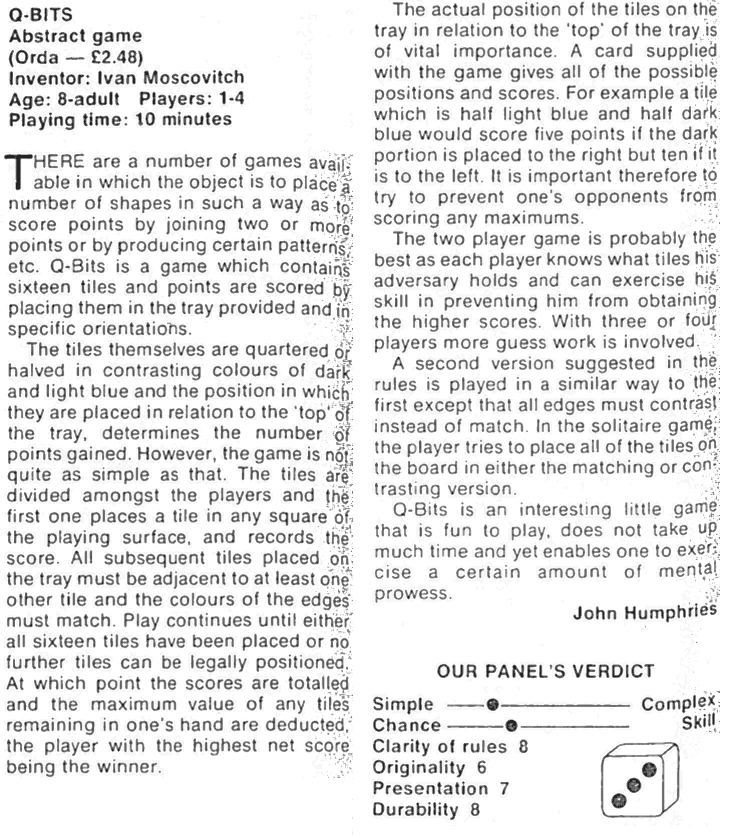 Q-BITS
Abstract game
(Orda — £2.48)
Inventor: Ivan Moscovitch
Age: 8-adult Players: 1-4
Playing time: 10 minutes
THERE are a number of games avail-
able in which the object is to place a
number of shapes in such a way as to
score points by joining two or more
points or by producing certain patterns,
etc. Q-Bits is a game which contains
sixteen tiles and points are scored by
placing them in the tray provided and in
specific orientations.
The tiles themselves are quartered or
halved in contrasting colours of dark
and light blue and the position in which
they are placed in relation to the 'top' of
the tray, determines the number of
points gained. However, the game is not
quite as simple as that. The tiles are
divided amongst the players and the
first one places a tile in any square of
the playing surface, and records the
score. All subsequent tiles placed on
the tray must be adjacent to at least one
other tile and the colours of the edges
must match. Play continues until either
all sixteen tiles have been placed or no
further tiles can be legally positioned.
At which point the scores are totalled
and the maximum value of any tiles
remaining in one's hand are deducted,
the player with the highest net score
being the winner.
The actual position of the tiles on the
tray in relation to the 'top' of the tray is
of vital importance. A card supplied
with the game gives all of the possible
positions and scores. For example a tile
which is half light blue and half dark
blue would score five points if the dark
portion is placed to the right but ten if it
is to the left. It is important therefore to
try to prevent one's opponents from
scoring any maximums.
The two player game is probably the
best as each player knows what tiles his
adversary holds and can exercise his
skill in preventing him from obtaining
the higher scores. With three or four
players more guess work is involved.
A second version suggested in the
rules is played in a similar way to the
first except that all edges must contrast
instead of match. In the solitaire game,
the player tries to place all of the tiles on
the board in either the matching or con-
trasting version.
Q-Bits is an interesting little game
that is fun to play, does not take up
much time and yet enables one to exer-
cise a certain amount of mental
prowess.
John Humphries
OUR PANEL'S VERDICT
Simple Complex
Chance Skill
Clarity of rules 8
Originality 6
Presentation 7
Durability 8